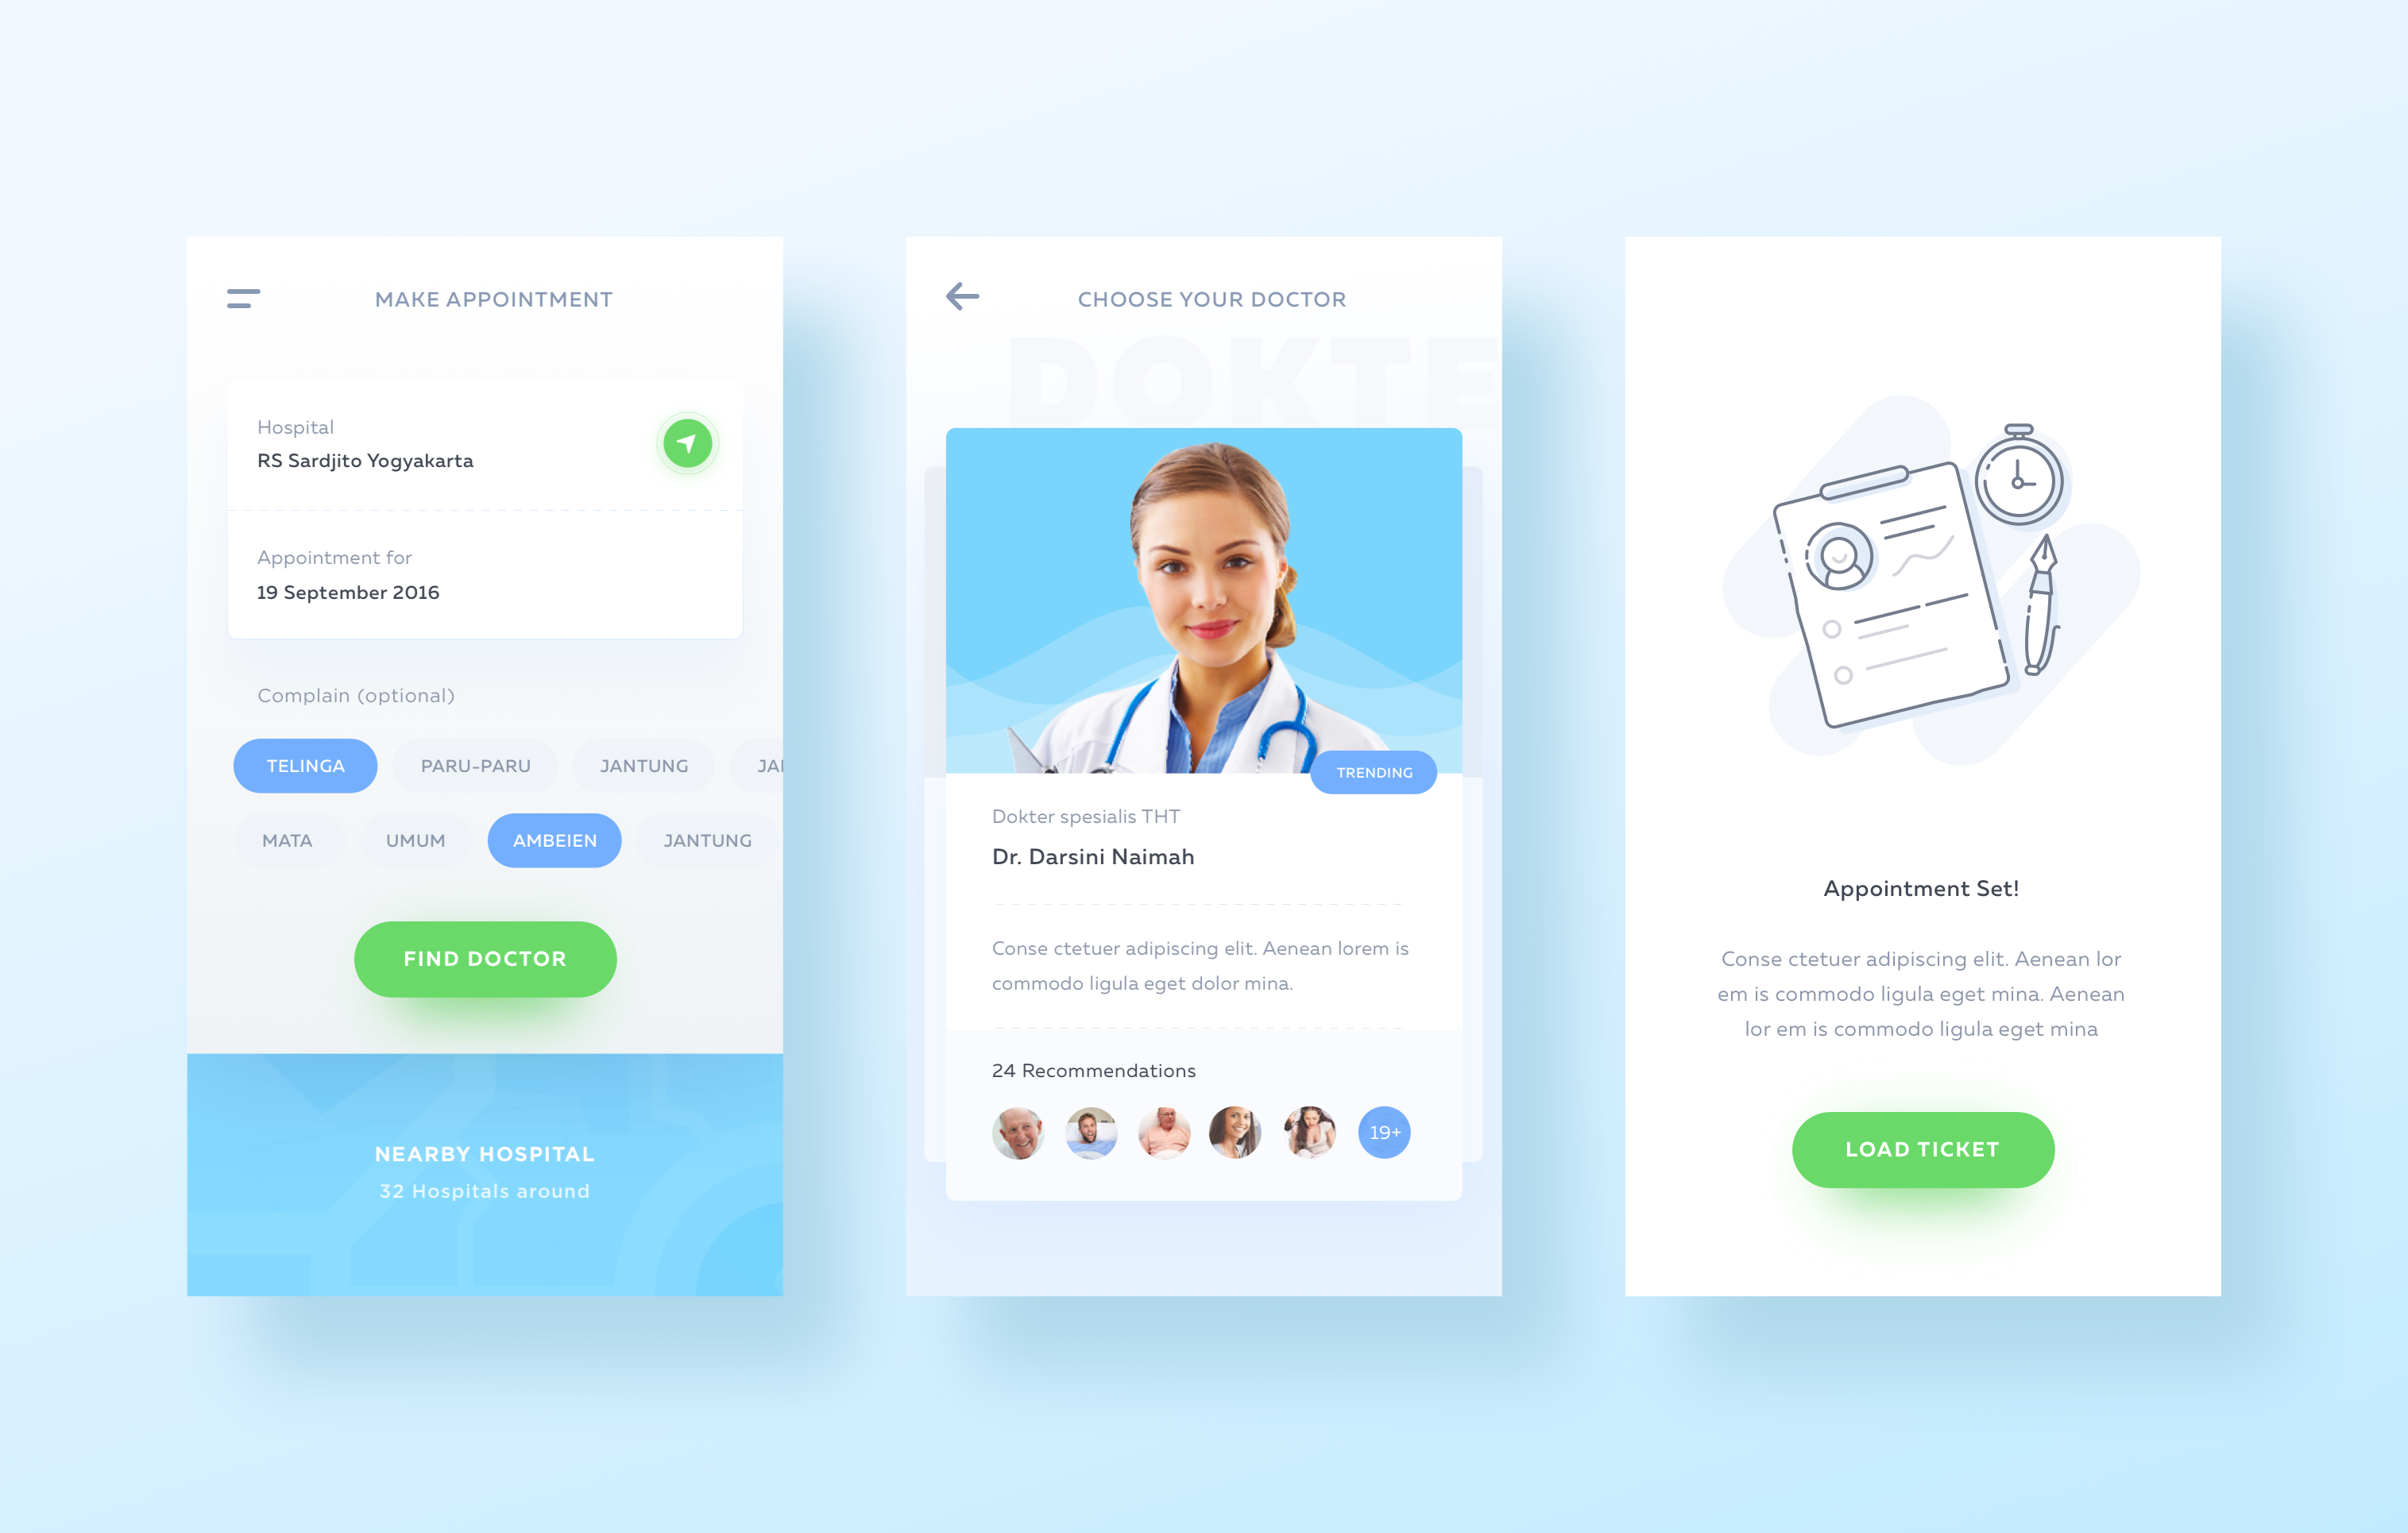 MAKE APPOINTMENT
Hospital
RS Sardjito Yogyakarta
Appointment for
19 September 2016
Complain (optional)
TELINGA PARU-PARU JANTUNG JA
MATA UMUM AMBEIEN JANTUNG
FIND DOCTOR
NEARBY HOSPITAL
32 Hospitals around
CHOOSE YOUR DOCTOR
DOKTE
TRENDING
Dokter spesialis THT
Dr. Darsini Naimah
Conse ctetuer adipiscing elit. Aenean lorem is
commodo ligula eget dolor mina.
24 Recommendations
19+
Appointment Set!
Conse ctetuer adipiscing elit. Aenean lor
em is commodo ligula eget mina. Aenean
lor em is commodo ligula eget mina
LOAD TICKET